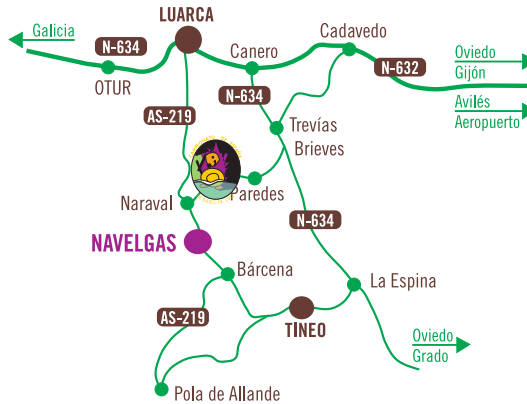 LUARCA
Galicia
Cadavedo
N-634
Canero
Oviedo
Gijón
N-632
OTUR
N-634
Avilés
Aeropuerto
AS-219
Trevías
Brieves
Paredes
Naraval
N-634
NAVELGAS
Bárcena
La Espina
AS-219
TINEO
Oviedo
Grado
Pola de Allande